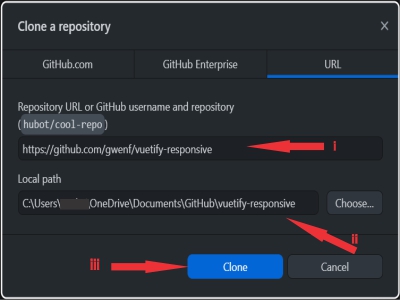 Clone a repository
GitHub.com GitHub Enterprise URL
Repository URL or GitHub username and repository
(hubot/cool-repo)
https://github.com/gwenf/vuetify-responsive i
Local path
C:\Users\ OneDrive\Documents\GitHub\vuetify-responsive Choose...
ii
iii Clone Cancel